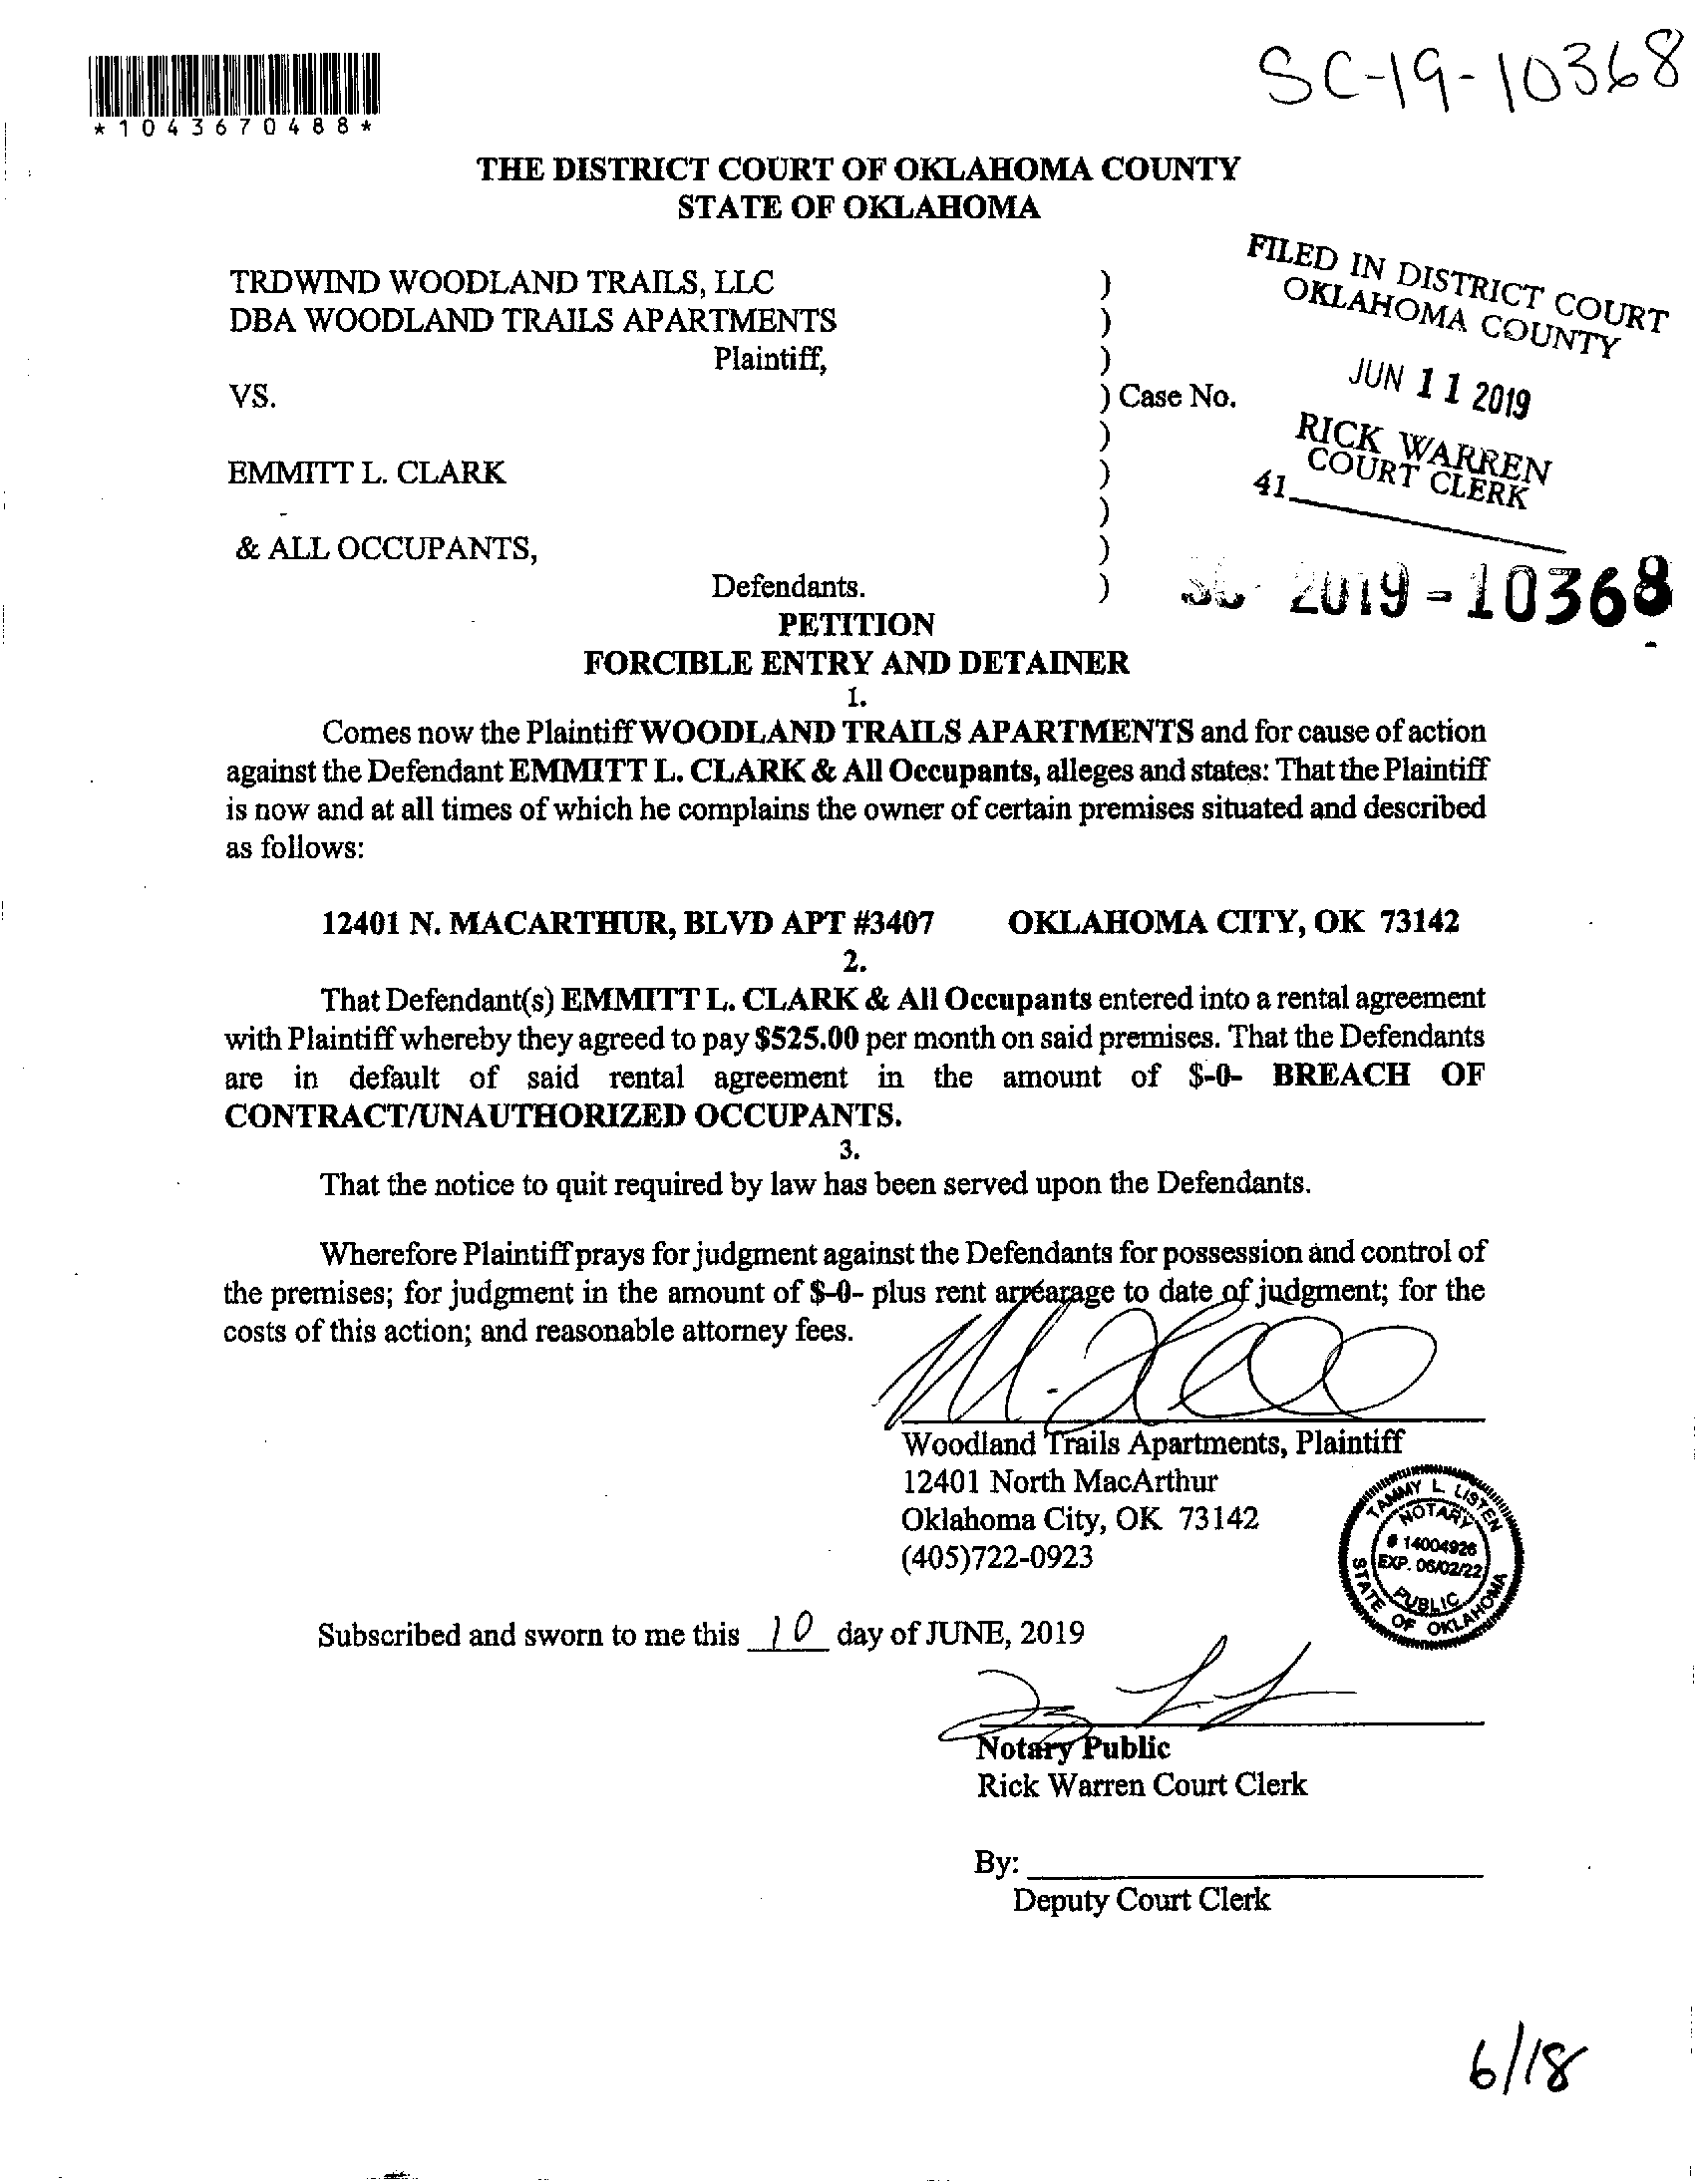 SC-19-10368
*1043670488*
THE DISTRICT COURT OF OKLAHOMA COUNTY
STATE OF OKLAHOMA
FILED IN DISTRICT COURT
OKLAHOMA COUNTY
JUN 11 2019
RICK WARREN
COURT CLERK
41
TRDWIND WOODLAND TRAILS, LLC )
DBA WOODLAND TRAILS APARTMENTS )
Plaintiff, )
VS. ) Case No.
)
EMMITT L. CLARK )
)
& ALL OCCUPANTS, )
Defendants. )
2019-10368
PETITION
FORCIBLE ENTRY AND DETAINER
1.
Comes now the Plaintiff WOODLAND TRAILS APARTMENTS and for cause of action
against the Defendant EMMITT L. CLARK & All Occupants, alleges and states: That the Plaintiff
is now and at all times of which he complains the owner of certain premises situated and described
as follows:
12401 N. MACARTHUR, BLVD APT #3407 OKLAHOMA CITY, OK 73142
2.
That Defendant(s) EMMITT L. CLARK & All Occupants entered into a rental agreement
with Plaintiff whereby they agreed to pay $525.00 per month on said premises. That the Defendants
are in default of said rental agreement in the amount of $-0- BREACH OF
CONTRACT/UNAUTHORIZED OCCUPANTS.
3.
That the notice to quit required by law has been served upon the Defendants.
Wherefore Plaintiff prays for judgment against the Defendants for possession and control of
the premises; for judgment in the amount of $-0- plus rent arrearage to date of judgment; for the
costs of this action; and reasonable attorney fees.
Woodland Trails Apartments, Plaintiff
12401 North MacArthur
Oklahoma City, OK 73142
(405)722-0923
TAMMY L. LISTEN
NOTARY
# 14004926
EXP. 06/02/22
PUBLIC
STATE OF OKLAHOMA
Subscribed and sworn to me this 10 day of JUNE, 2019
Notary Public
Rick Warren Court Clerk
By:
Deputy Court Clerk
6/18